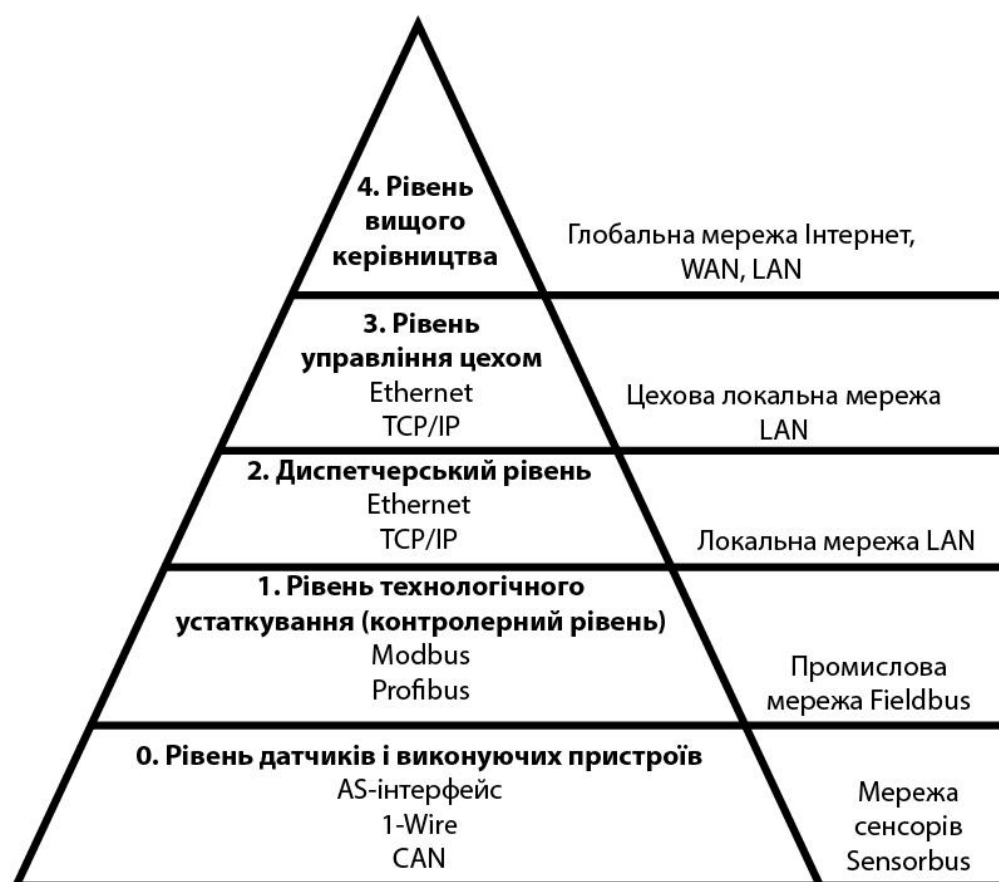 4. Рівень
вищого
керівництва
Глобальна мережа Інтернет,
WAN, LAN
3. Рівень
управління цехом
Ethernet
TCP/IP
Цехова локальна мережа
LAN
2. Диспетчерський рівень
Ethernet
TCP/IP
Локальна мережа LAN
1. Рівень технологічного
устаткування (контролерний рівень)
Modbus
Profibus
Промислова
мережа Fieldbus
0. Рівень датчиків і виконуючих пристроїв
AS-інтерфейс
1-Wire
CAN
Мережа
сенсорів
Sensorbus